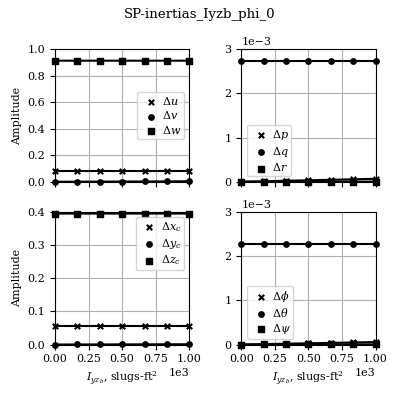 SP-inertias_Iyzb_phi_0
1e−3
1e−3
Amplitude
1.0
0.8
0.6
0.4
0.2
0.0
Δu
Δv
Δw
3
2
1
0
Δp
Δq
Δr
Amplitude
0.4
0.3
0.2
0.1
0.0
Δx_c
Δy_c
Δz_c
3
2
1
0
Δϕ
Δθ
Δψ
0.00 0.25 0.50 0.75 1.00
0.00 0.25 0.50 0.75 1.00
I_{yz_b}, slugs-ft²
I_{yz_b}, slugs-ft²
1e3
1e3